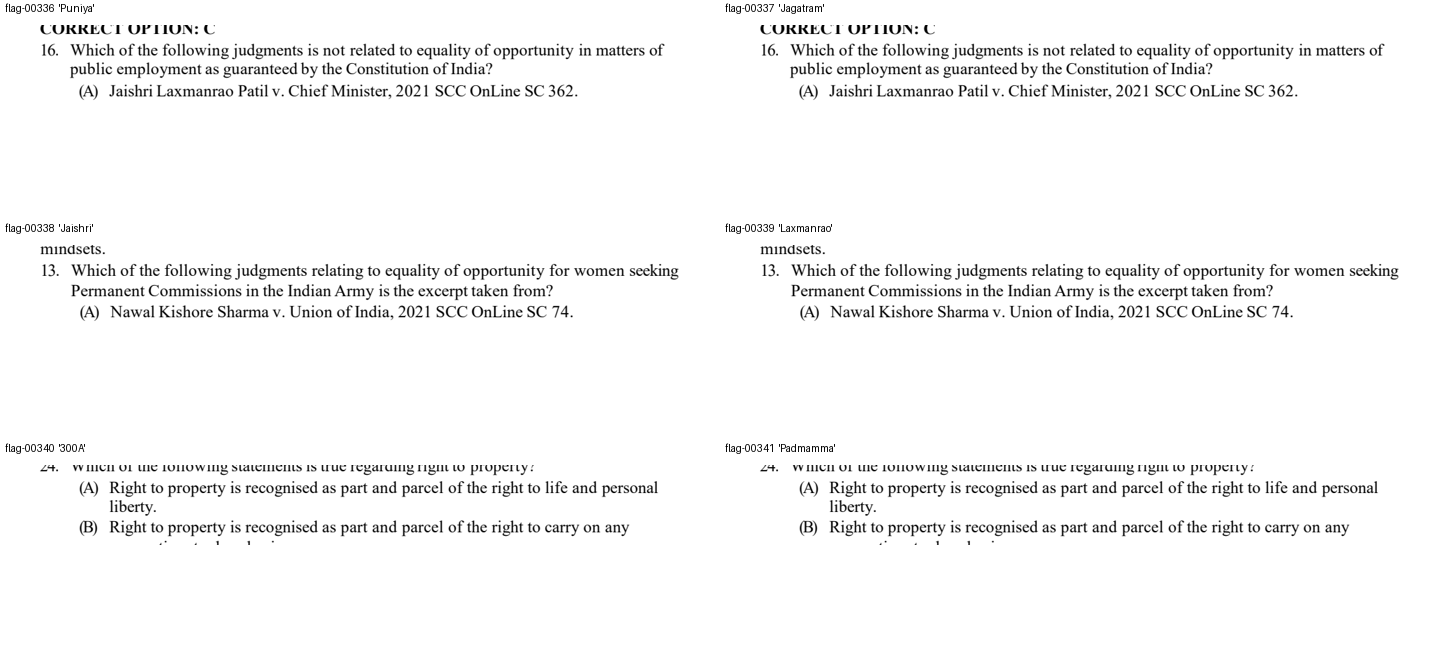 flag-00336 'Puniya'
CORRECT OPTION: C
16. Which of the following judgments is not related to equality of opportunity in matters of
public employment as guaranteed by the Constitution of India?
(A) Jaishri Laxmanrao Patil v. Chief Minister, 2021 SCC OnLine SC 362.
flag-00337 'Jagatram'
CORRECT OPTION: C
16. Which of the following judgments is not related to equality of opportunity in matters of
public employment as guaranteed by the Constitution of India?
(A) Jaishri Laxmanrao Patil v. Chief Minister, 2021 SCC OnLine SC 362.
flag-00338 'Jaishri'
mindsets.
13. Which of the following judgments relating to equality of opportunity for women seeking
Permanent Commissions in the Indian Army is the excerpt taken from?
(A) Nawal Kishore Sharma v. Union of India, 2021 SCC OnLine SC 74.
flag-00339 'Laxmanrao'
mindsets.
13. Which of the following judgments relating to equality of opportunity for women seeking
Permanent Commissions in the Indian Army is the excerpt taken from?
(A) Nawal Kishore Sharma v. Union of India, 2021 SCC OnLine SC 74.
flag-00340 '300A'
24. Which of the following statements is true regarding right to property?
(A) Right to property is recognised as part and parcel of the right to life and personal
liberty.
(B) Right to property is recognised as part and parcel of the right to carry on any
flag-00341 'Padmamma'
24. Which of the following statements is true regarding right to property?
(A) Right to property is recognised as part and parcel of the right to life and personal
liberty.
(B) Right to property is recognised as part and parcel of the right to carry on any